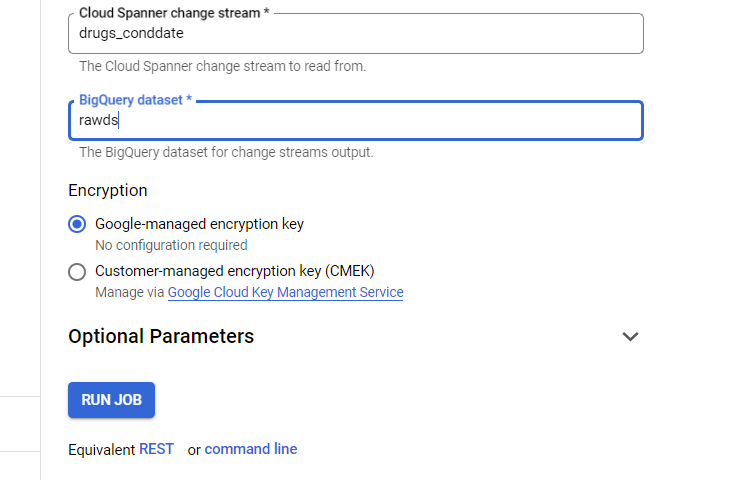 Cloud Spanner change stream *
drugs_conddate
The Cloud Spanner change stream to read from.
BigQuery dataset *
rawds
The BigQuery dataset for change streams output.
Encryption
Google-managed encryption key
No configuration required
Customer-managed encryption key (CMEK)
Manage via Google Cloud Key Management Service
Optional Parameters
RUN JOB
Equivalent REST or command line